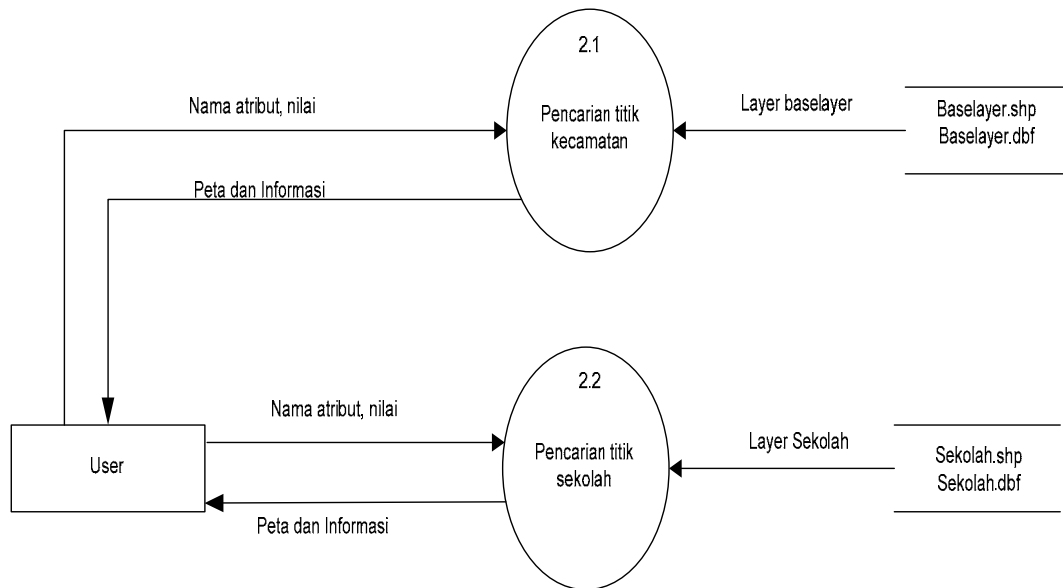 2.1
Nama atribut, nilai
Pencarian titik
kecamatan
Layer baselayer
Baselayer.shp
Baselayer.dbf
Peta dan Informasi
2.2
Nama atribut, nilai
User
Pencarian titik
sekolah
Layer Sekolah
Sekolah.shp
Sekolah.dbf
Peta dan Informasi